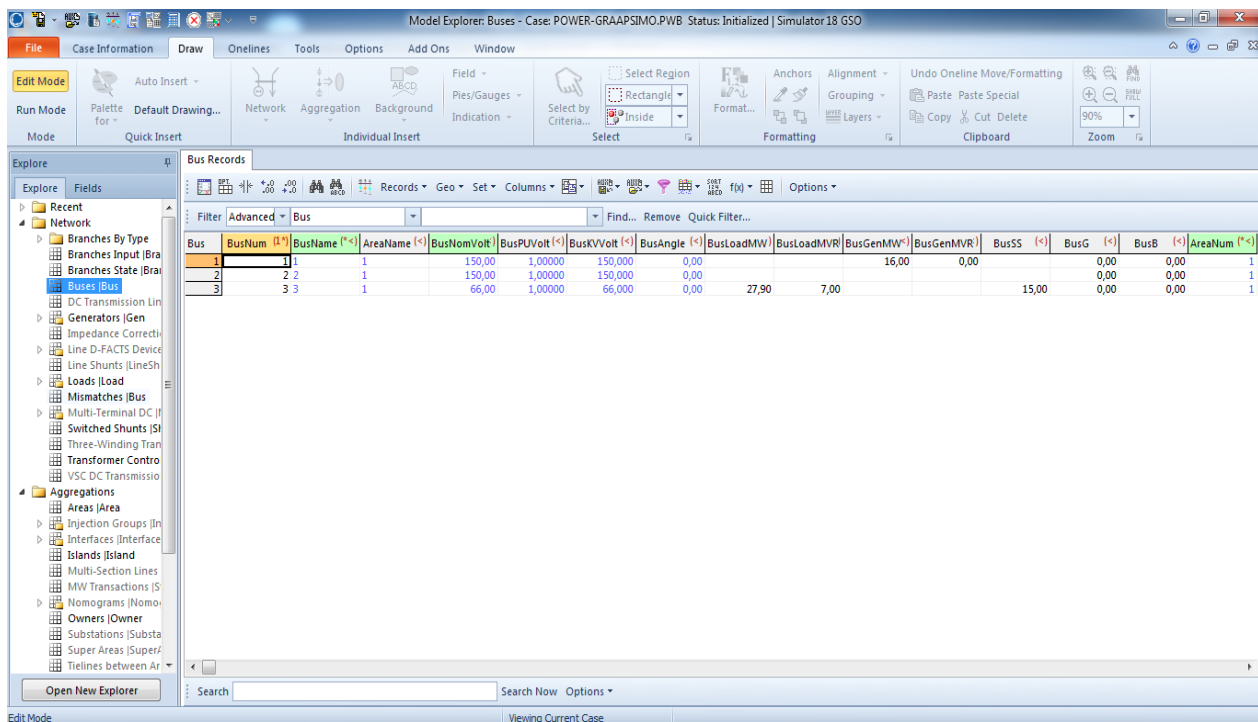 Model Explorer: Buses - Case: POWER-GRAAPSIMO.PWB Status: Initialized | Simulator 18 GSO
File Case Information Draw Onelines Tools Options Add Ons Window
Edit Mode
Run Mode
Mode
Palette for
Auto Insert
Default Drawing...
Quick Insert
Network
Aggregation
ABCD
Background
Field
Pies/Gauges
Indication
Individual Insert
Select by Criteria...
Select Region
Rectangle
Inside
Select
Format...
Anchors Alignment
Grouping
Layers
Formatting
Undo Oneline Move/Formatting
Paste Paste Special
Copy Cut Delete
Clipboard
90%
Zoom
Explore
Explore Fields
Recent
Network
Branches By Type
Branches Input |Bra
Branches State |Bra
Buses |Bus
DC Transmission Lin
Generators |Gen
Impedance Correcti
Line D-FACTS Device
Line Shunts |LineSh
Loads |Load
Mismatches |Bus
Multi-Terminal DC |
Switched Shunts |Sh
Three-Winding Tran
Transformer Contro
VSC DC Transmissio
Aggregations
Areas |Area
Injection Groups |In
Interfaces |Interface
Islands |Island
Multi-Section Lines
MW Transactions |
Nomograms |Nomo
Owners |Owner
Substations |Substa
Super Areas |SuperA
Tielines between Ar
Open New Explorer
Bus Records
Records Geo Set Columns f(x) Options
Filter Advanced Bus Find... Remove Quick Filter...
Bus BusNum (1*) BusName (*<) AreaName (<) BusNomVolt BusPUVolt (<) BusKVVolt (<) BusAngle (<) BusLoadMW BusLoadMVR BusGenMW BusGenMVR BusSS (<) BusG (<) BusB (<) AreaNum (*<)
1 1 1 1 150,00 1,00000 150,000 0,00 16,00 0,00 0,00 0,00 1
2 2 2 1 150,00 1,00000 150,000 0,00 0,00 0,00 1
3 3 3 1 66,00 1,00000 66,000 0,00 27,90 7,00 15,00 0,00 0,00 1
Search Search Now Options
Edit Mode Viewing Current Case